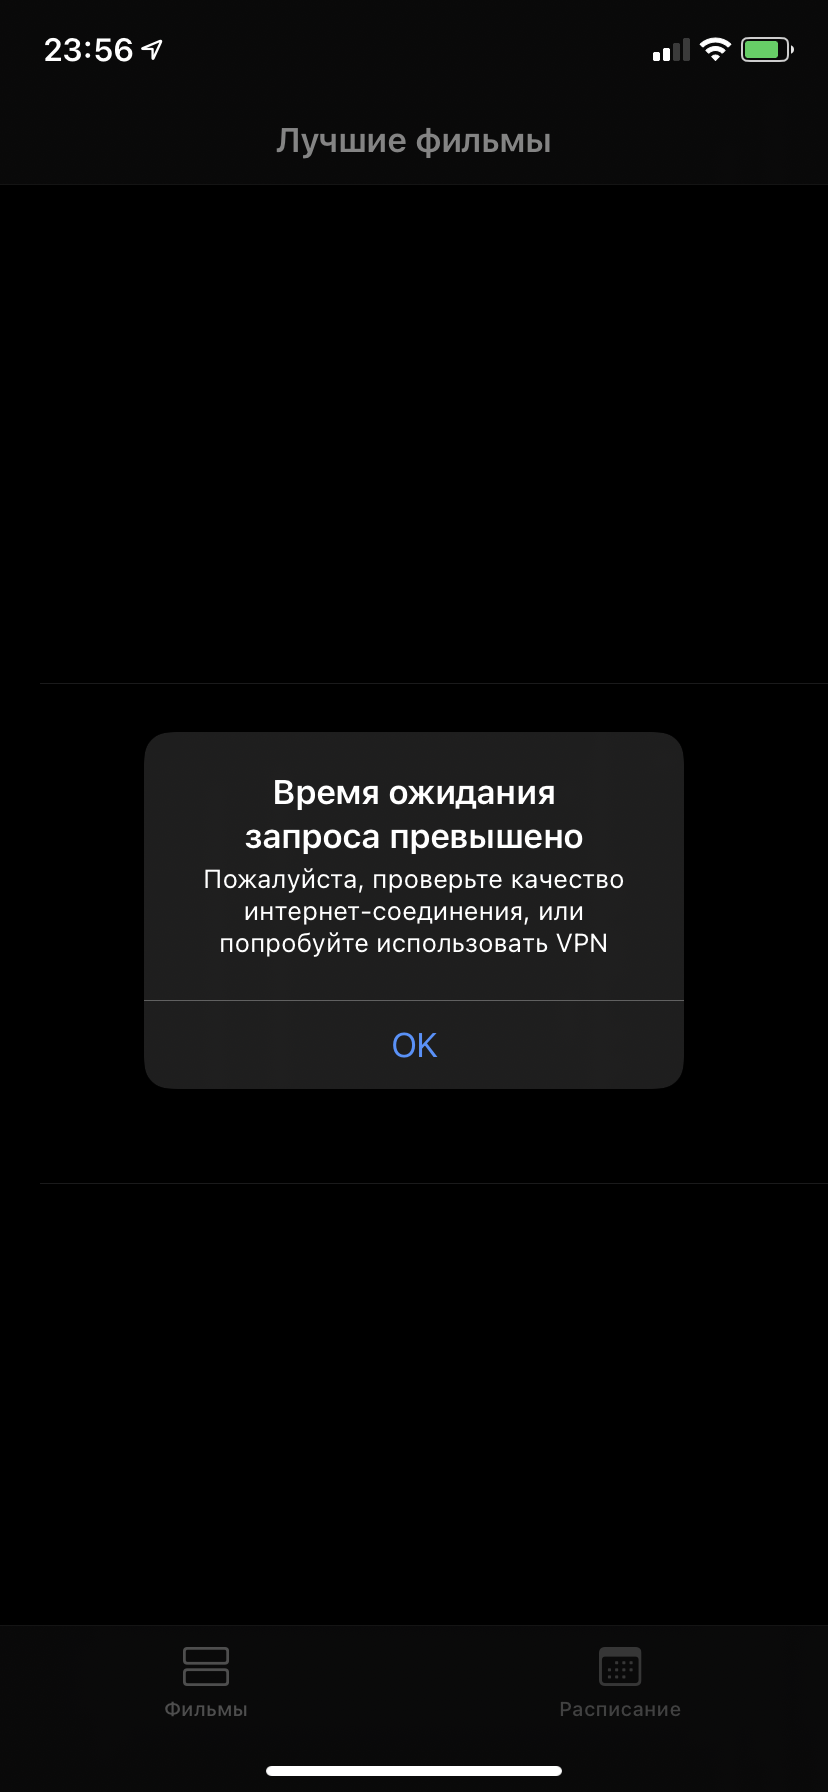 23:56
Лучшие фильмы
Время ожидания
запроса превышено
Пожалуйста, проверьте качество
интернет-соединения, или
попробуйте использовать VPN
OK
Фильмы
Расписание